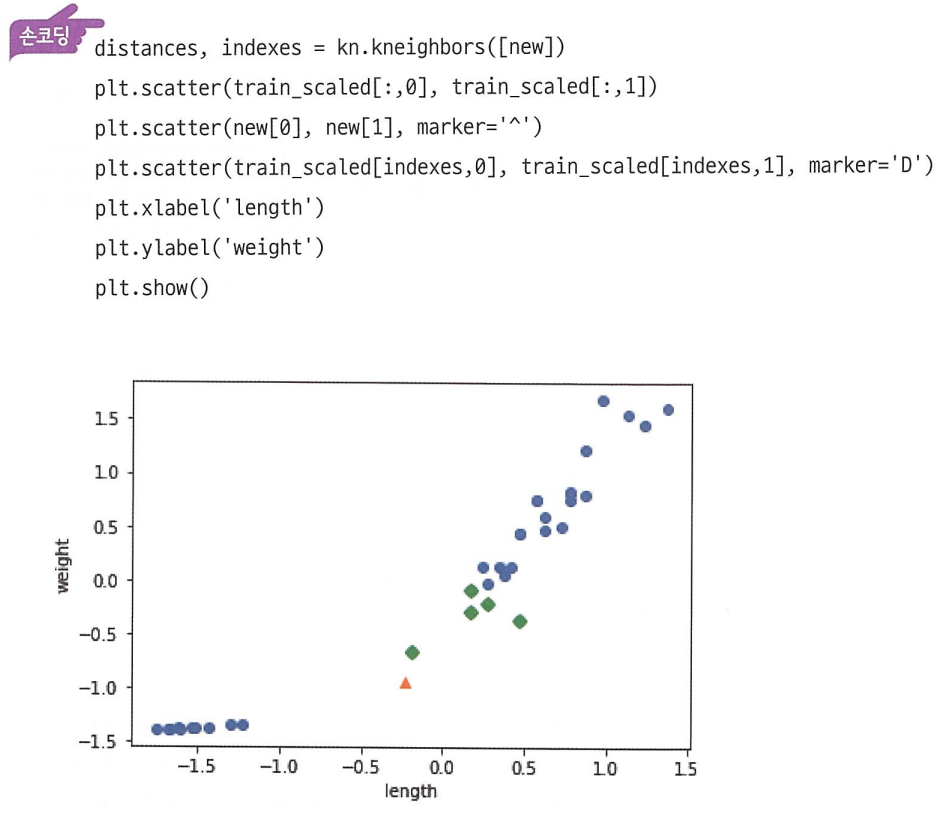 손코딩
distances, indexes = kn.kneighbors([new])
plt.scatter(train_scaled[:,0], train_scaled[:,1])
plt.scatter(new[0], new[1], marker='^')
plt.scatter(train_scaled[indexes,0], train_scaled[indexes,1], marker='D')
plt.xlabel('length')
plt.ylabel('weight')
plt.show()
1.5
1.0
0.5
0.0
−0.5
−1.0
−1.5
weight
−1.5 −1.0 −0.5 0.0 0.5 1.0 1.5
length